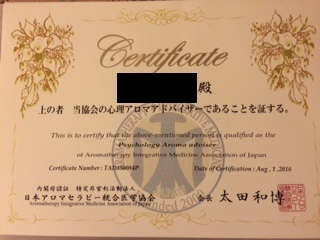 Certificate
殿
上の者 当協会の心理アロマアドバイザーであることを証する。
This is to certify that the above-mentioned person is qualified as the
Psychology Aroma adviser
of Aromatherapy Integrative Medicine Association of Japan.
Certificate Number : TAD45084P Date of Certification : Aug , 1 ,2016
内閣府認証 特定非営利活動法人
日本アロマセラピー統合医学協会 会長 太田和博
Aromatherapy Integrative Medicine Association of Japan
Founded 2000